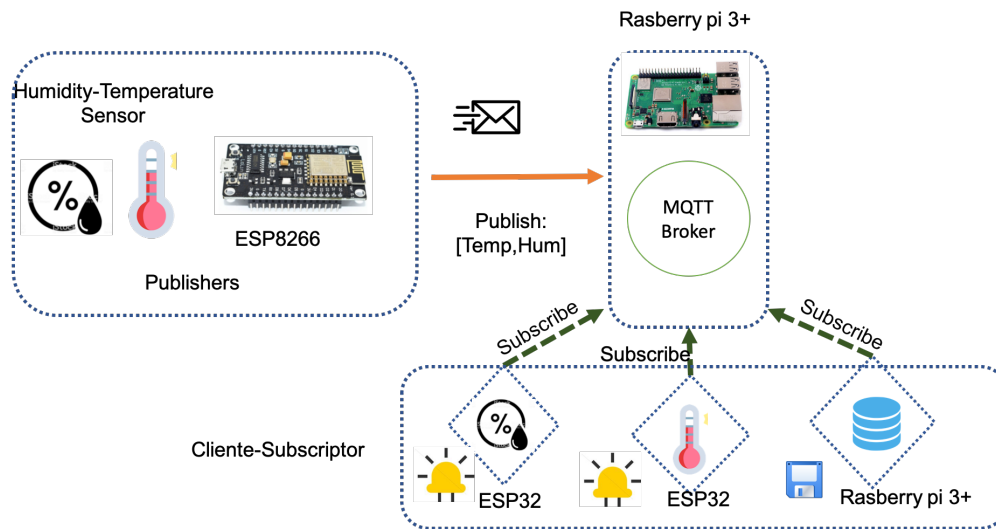 Rasberry pi 3+
Humidity-Temperature
Sensor
%
ESP8266
Publishers
Publish:
[Temp,Hum]
MQTT
Broker
Subscribe
Subscribe
Subscribe
Cliente-Subscriptor
%
ESP32
ESP32
Rasberry pi 3+